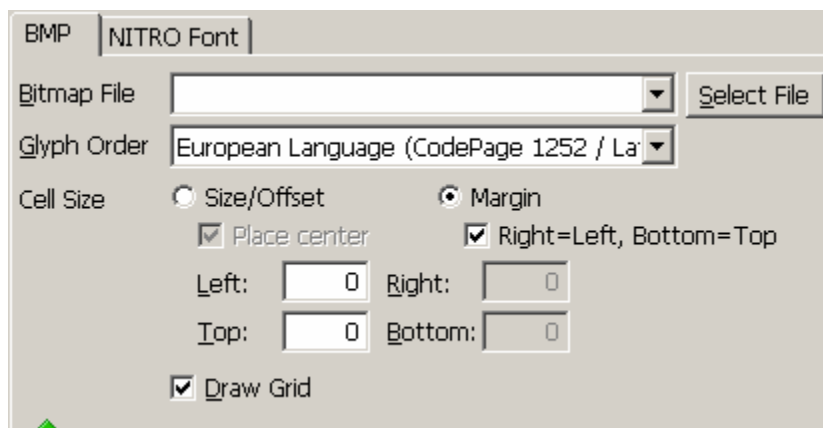 BMP NITRO Font
Bitmap File Select File
Glyph Order European Language (CodePage 1252 / La
Cell Size Size/Offset Margin
Place center Right=Left, Bottom=Top
Left: 0 Right: 0
Top: 0 Bottom: 0
Draw Grid